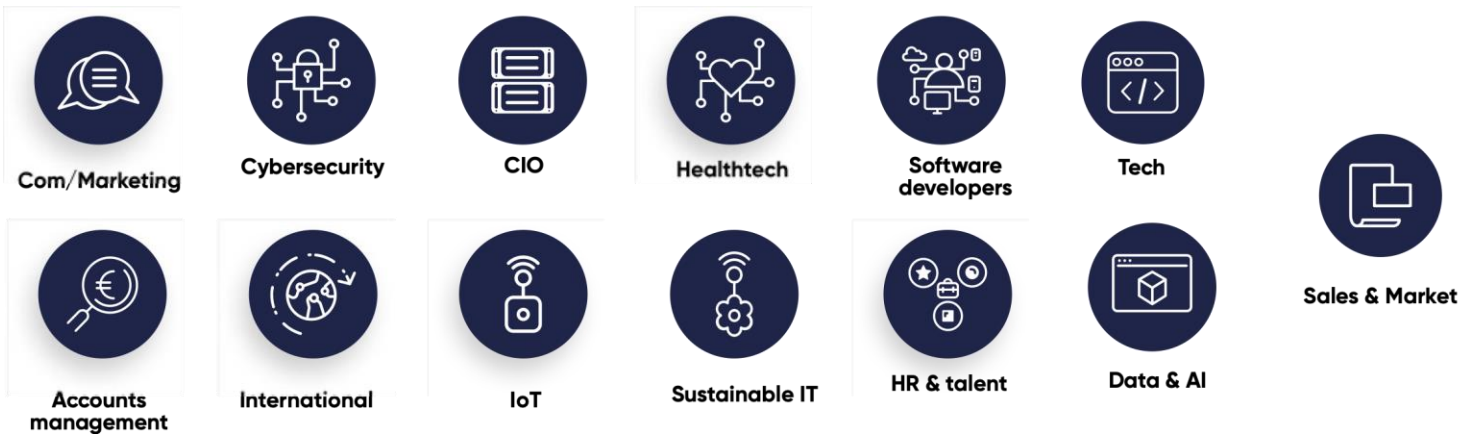 Com/Marketing
Cybersecurity
CIO
Healthtech
Software
developers
Tech
Sales & Market
Accounts
management
International
IoT
Sustainable IT
HR & talent
Data & AI